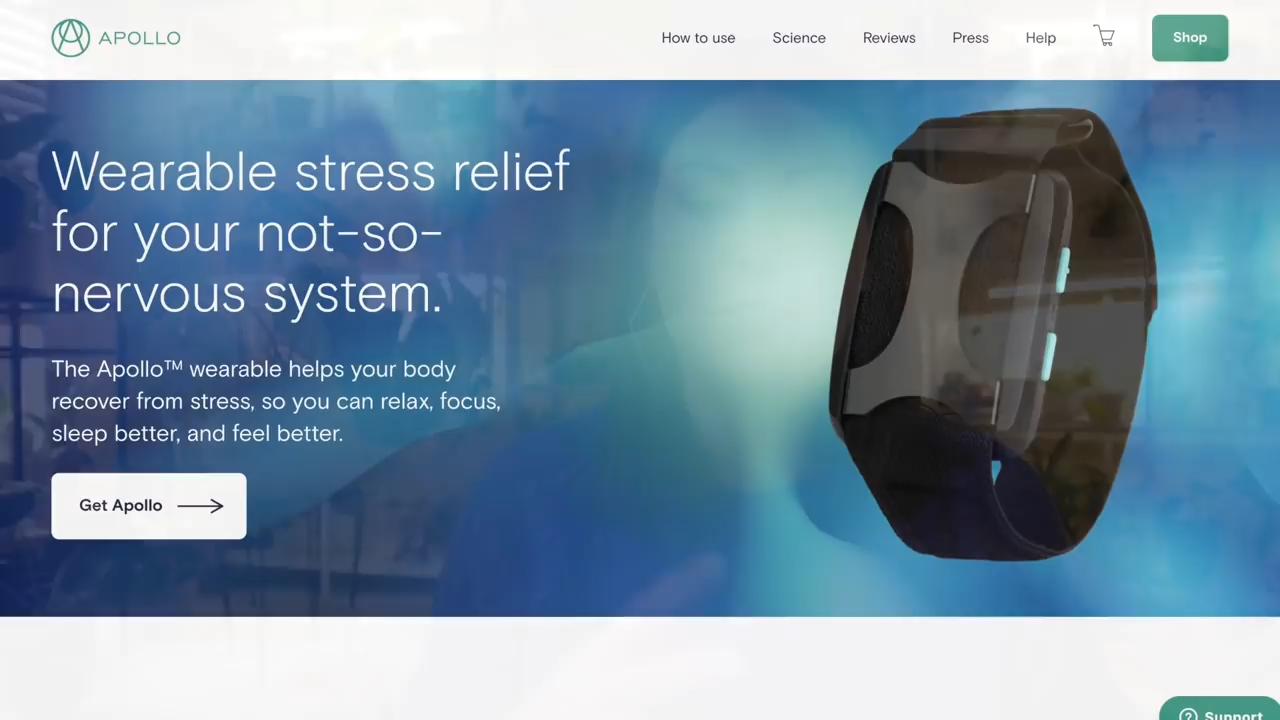 APOLLO
How to use
Science
Reviews
Press
Help
Shop
Wearable stress relief
for your not-so-
nervous system.
The Apollo™ wearable helps your body
recover from stress, so you can relax, focus,
sleep better, and feel better.
Get Apollo
Support